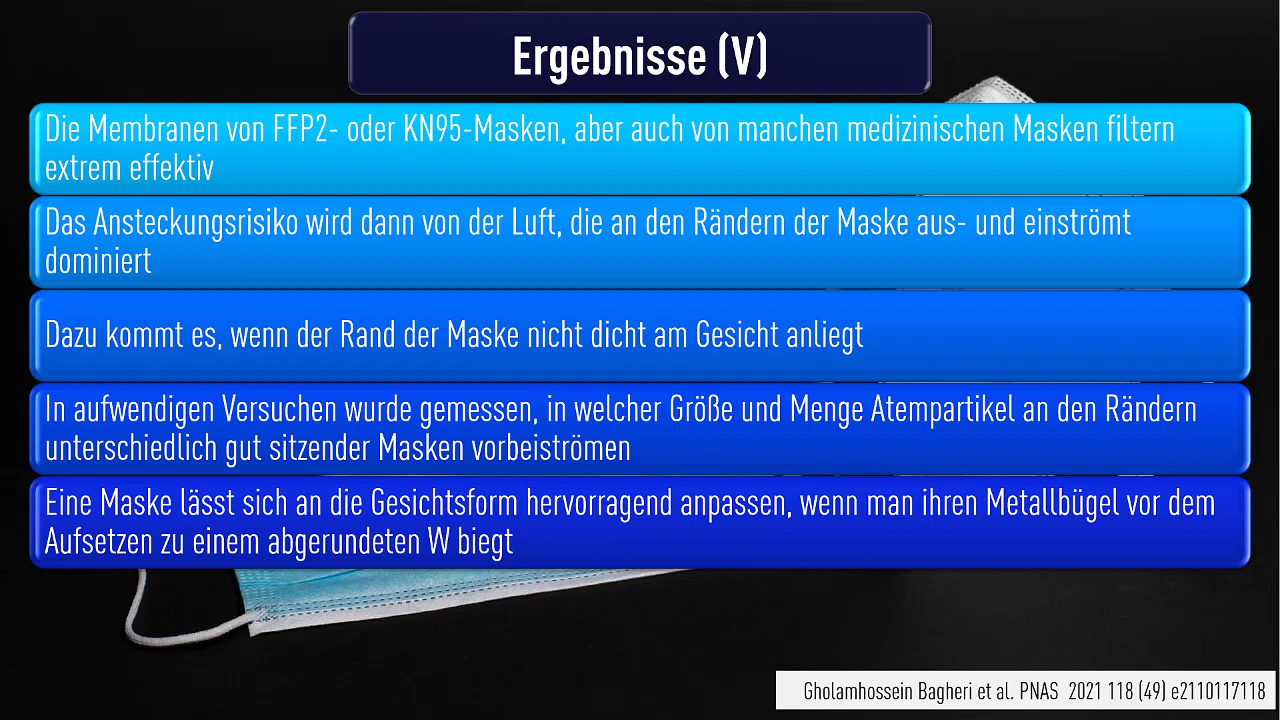 Ergebnisse (V)
Die Membranen von FFP2- oder KN95-Masken, aber auch von manchen medizinischen Masken filtern
extrem effektiv
Das Ansteckungsrisiko wird dann von der Luft, die an den Rändern der Maske aus- und einströmt
dominiert
Dazu kommt es, wenn der Rand der Maske nicht dicht am Gesicht anliegt
In aufwendigen Versuchen wurde gemessen, in welcher Größe und Menge Atempartikel an den Rändern
unterschiedlich gut sitzender Masken vorbeiströmen
Eine Maske lässt sich an die Gesichtsform hervorragend anpassen, wenn man ihren Metallbügel vor dem
Aufsetzen zu einem abgerundeten W biegt
Gholamhossein Bagheri et al. PNAS 2021 118 (49) e2110117118